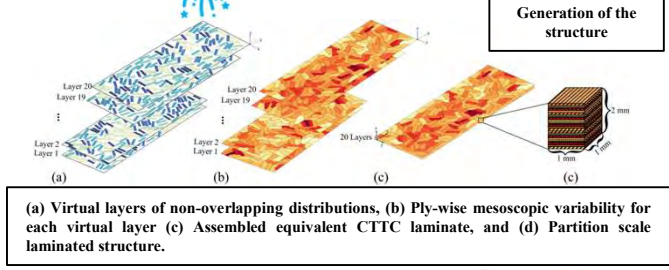 Generation of the
structure
Layer 20
Layer 19
Layer 2
Layer 1
(a)
Layer 20
Layer 19
Layer 2
Layer 1
(b)
20 Layers
(c)
2 mm
1 mm
1 mm
(c)
(a) Virtual layers of non-overlapping distributions, (b) Ply-wise mesoscopic variability for
each virtual layer (c) Assembled equivalent CTTC laminate, and (d) Partition scale
laminated structure.